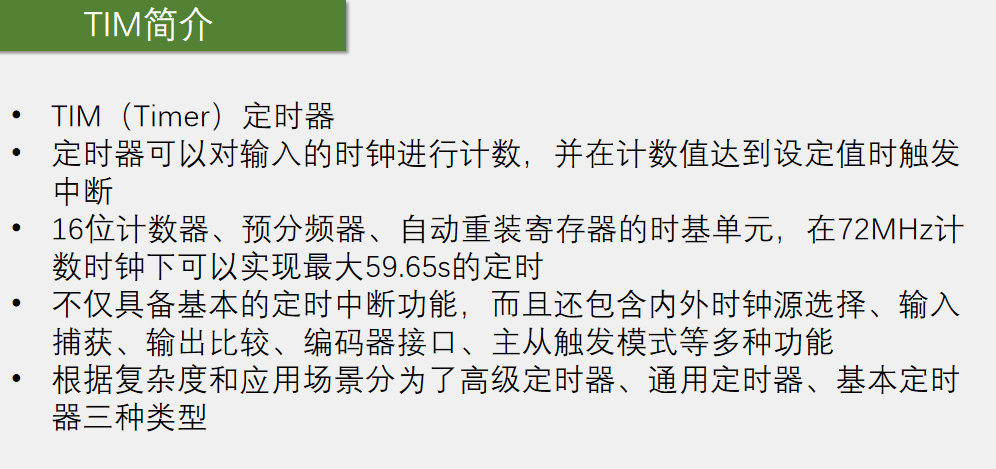 TIM简介
• TIM（Timer）定时器
• 定时器可以对输入的时钟进行计数，并在计数值达到设定值时触发
中断
• 16位计数器、预分频器、自动重装寄存器的时基单元，在72MHz计
数时钟下可以实现最大59.65s的定时
• 不仅具备基本的定时中断功能，而且还包含内外时钟源选择、输入
捕获、输出比较、编码器接口、主从触发模式等多种功能
• 根据复杂度和应用场景分为了高级定时器、通用定时器、基本定时
器三种类型